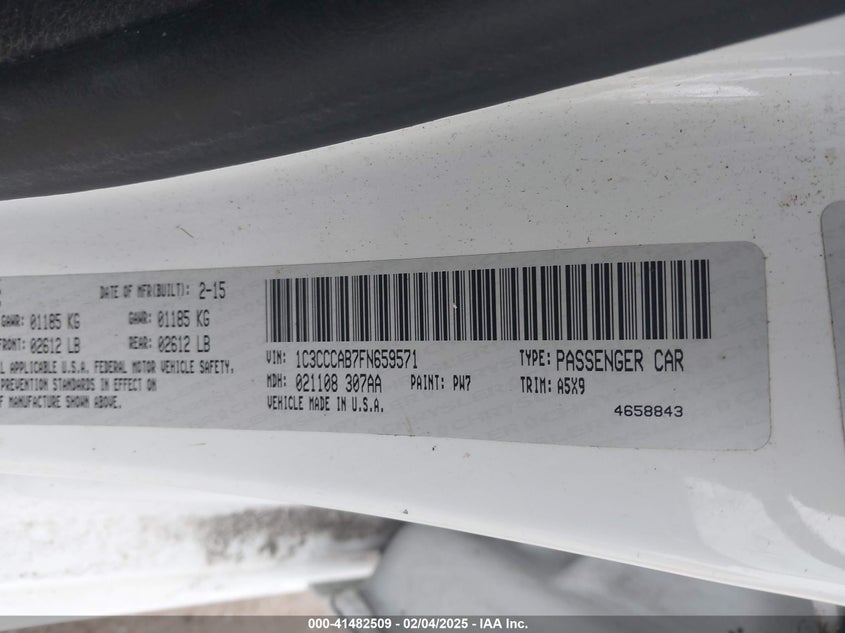 DATE OF MFR(BUILT): 2-15
GAWR: 01185 KG GAWR: 01185 KG
FRONT: 02612 LB REAR: 02612 LB
APPLICABLE U.S.A. FEDERAL MOTOR VEHICLE SAFETY,
PREVENTION STANDARDS IN EFFECT ON
MANUFACTURE SHOWN ABOVE.
VIN: 1C3CCCAB7FN659571 TYPE: PASSENGER CAR
MDH: 021108 307AA PAINT: PW7 TRIM: A5X9
VEHICLE MADE IN U.S.A.
4658843
000-41482509 - 02/04/2025 - IAA Inc.